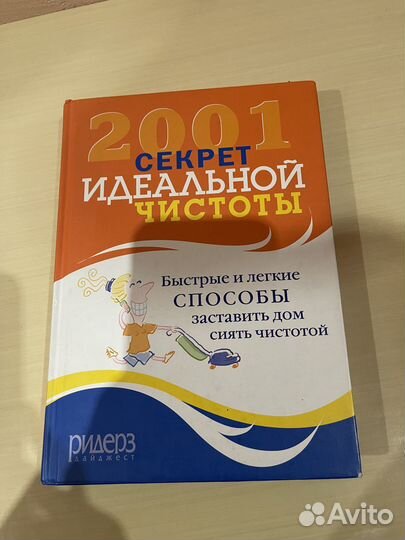 2001
СЕКРЕТ
ИДЕАЛЬНОЙ
ЧИСТОТЫ
Быстрые и легкие
СПОСОБЫ
заставить дом
сиять чистотой
ридерз
дайджест
Avito